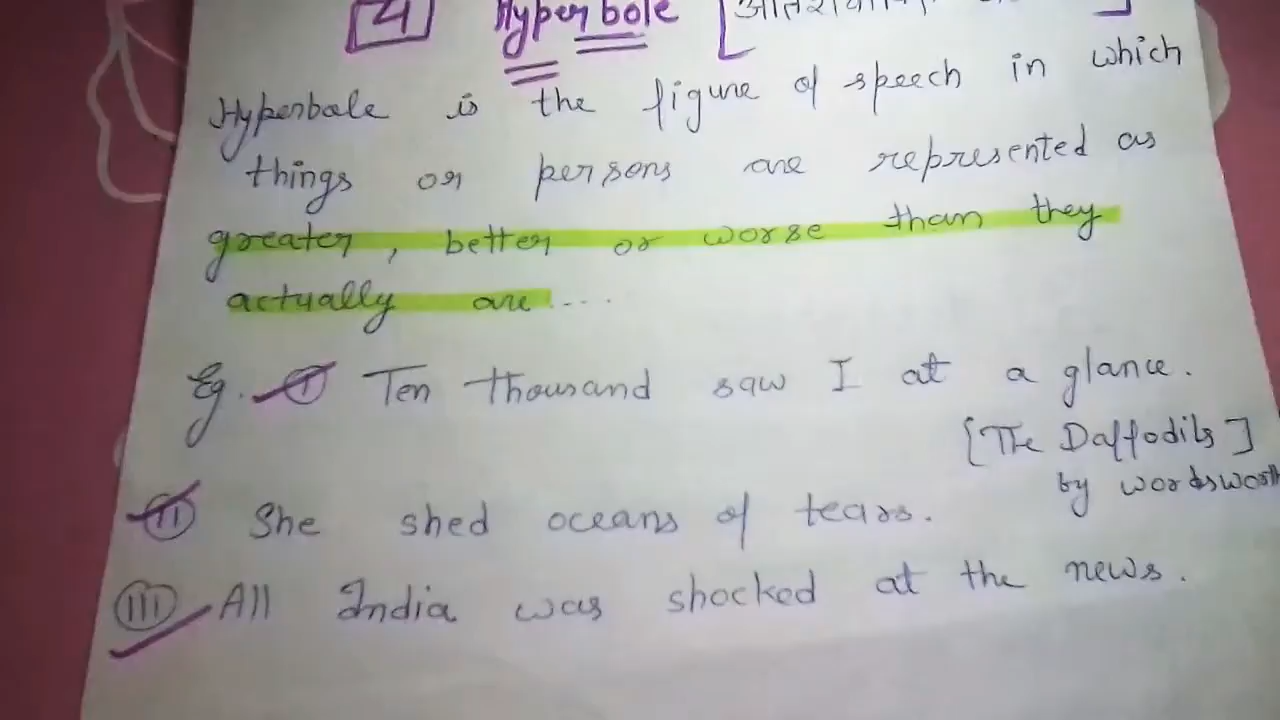 4 Hyperbole [
Hyperbale is the figure of speech in which
things or persons are represented as
greater, better or worse than they
actually are....
Eg. I Ten thousand saw I at a glance.
[The Daffodils]
by wordsworth
II She shed oceans of tears.
III All India was shocked at the news.